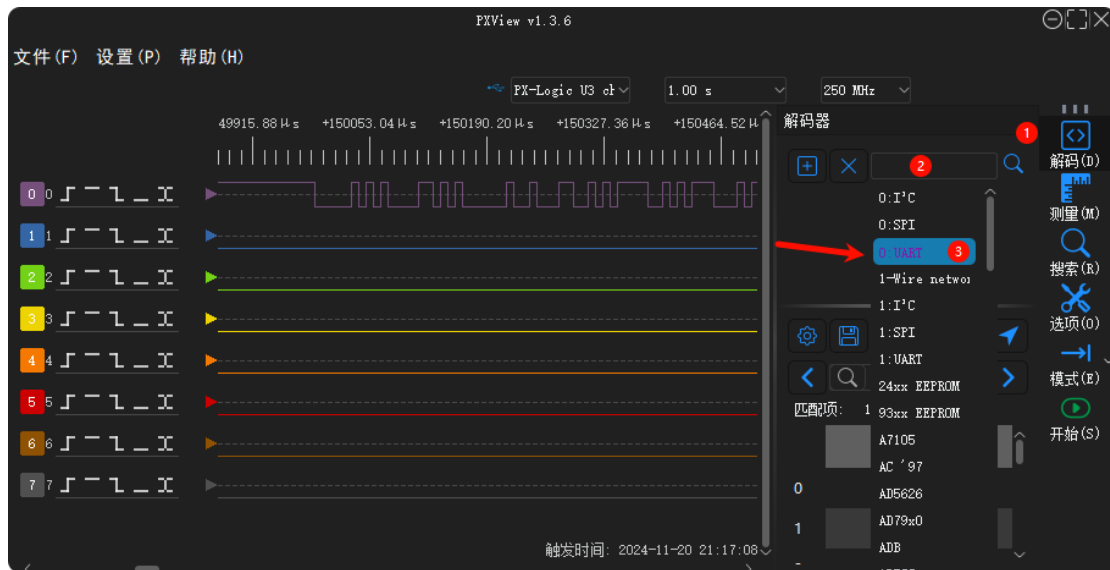 PXView v1.3.6
文件(F) 设置(P) 帮助(H)
PX-Logic U3 ch 1.00 s 250 MHz
49915.88μs +150053.04μs +150190.20μs +150327.36μs +150464.52μ
解码器
1
解码(D)
2
0 0
1 1
2 2
3 3
4 4
5 5
6 6
7 7
0:I²C
0:SPI
0:UART 3
1-Wire networ
1:I²C
1:SPI
1:UART
24xx EEPROM
93xx EEPROM
A7105
AC '97
AD5626
AD79x0
ADB
匹配项: 1
0
1
测量(M)
搜索(R)
选项(O)
模式(E)
开始(S)
触发时间: 2024-11-20 21:17:08